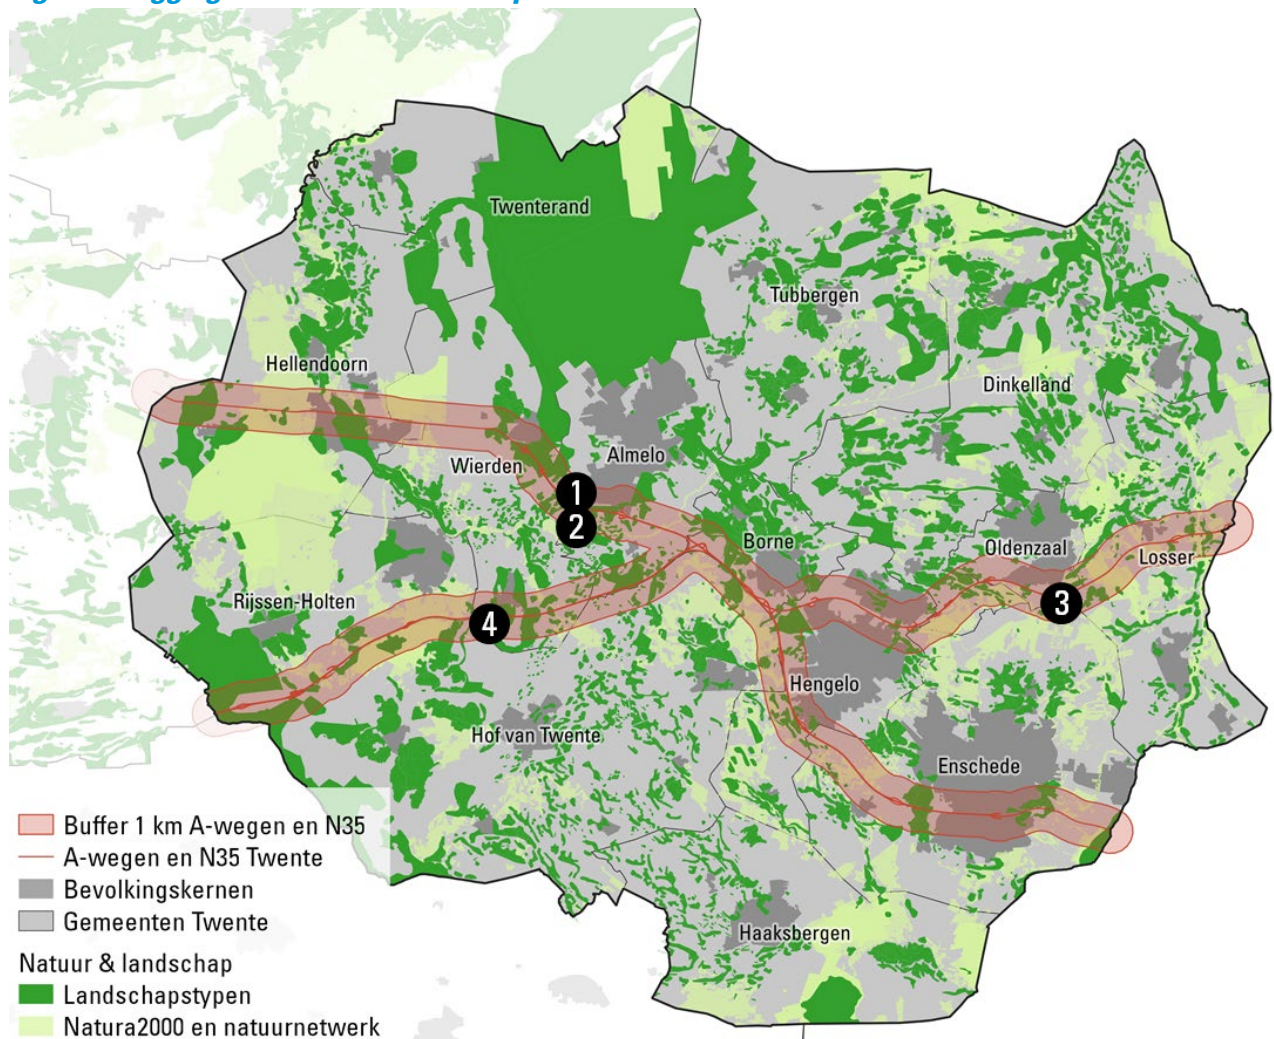 Twenterand
Tubbergen
Hellendoorn
Dinkelland
Wierden
Almelo
1
2
Borne
Oldenzaal
Losser
Rijssen-Holten
3
4
Hengelo
Hof van Twente
Enschede
Haaksbergen
Buffer 1 km A-wegen en N35
A-wegen en N35 Twente
Bevolkingskernen
Gemeenten Twente
Natuur & landschap
Landschapstypen
Natura2000 en natuurnetwerk